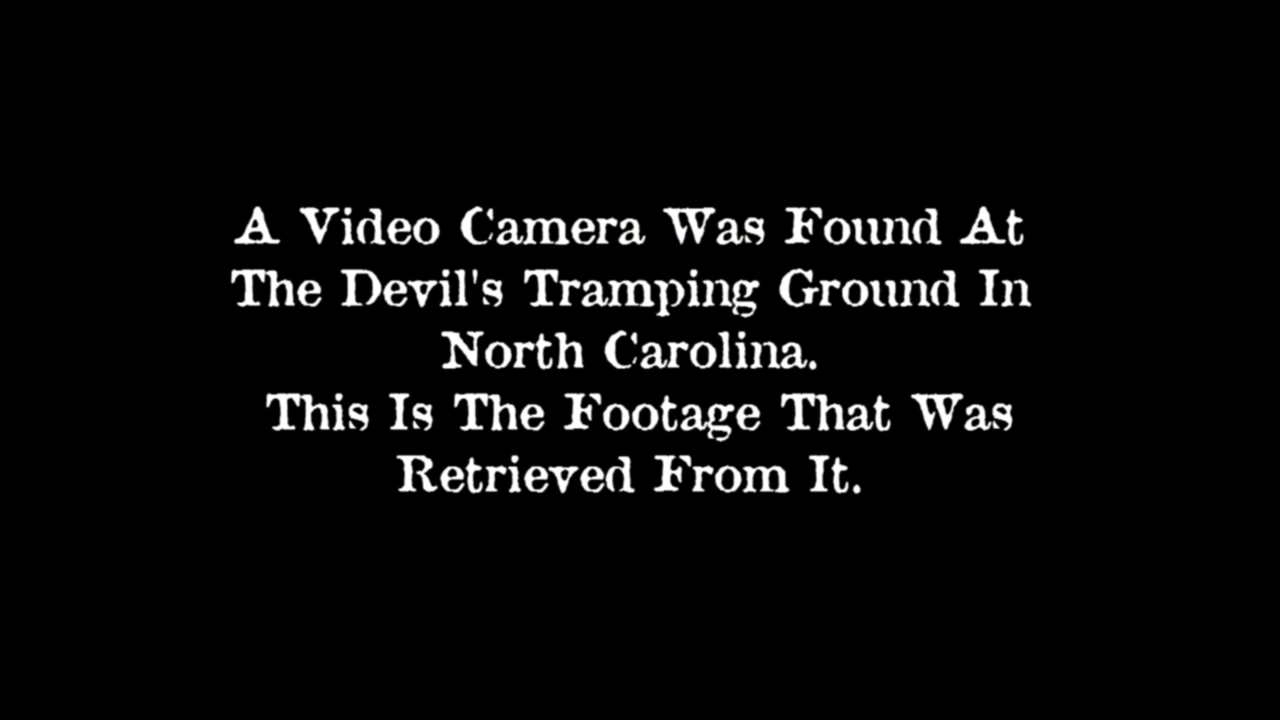 A Video Camera Was Found At
The Devil's Tramping Ground In
North Carolina.
This Is The Footage That Was
Retrieved From It.